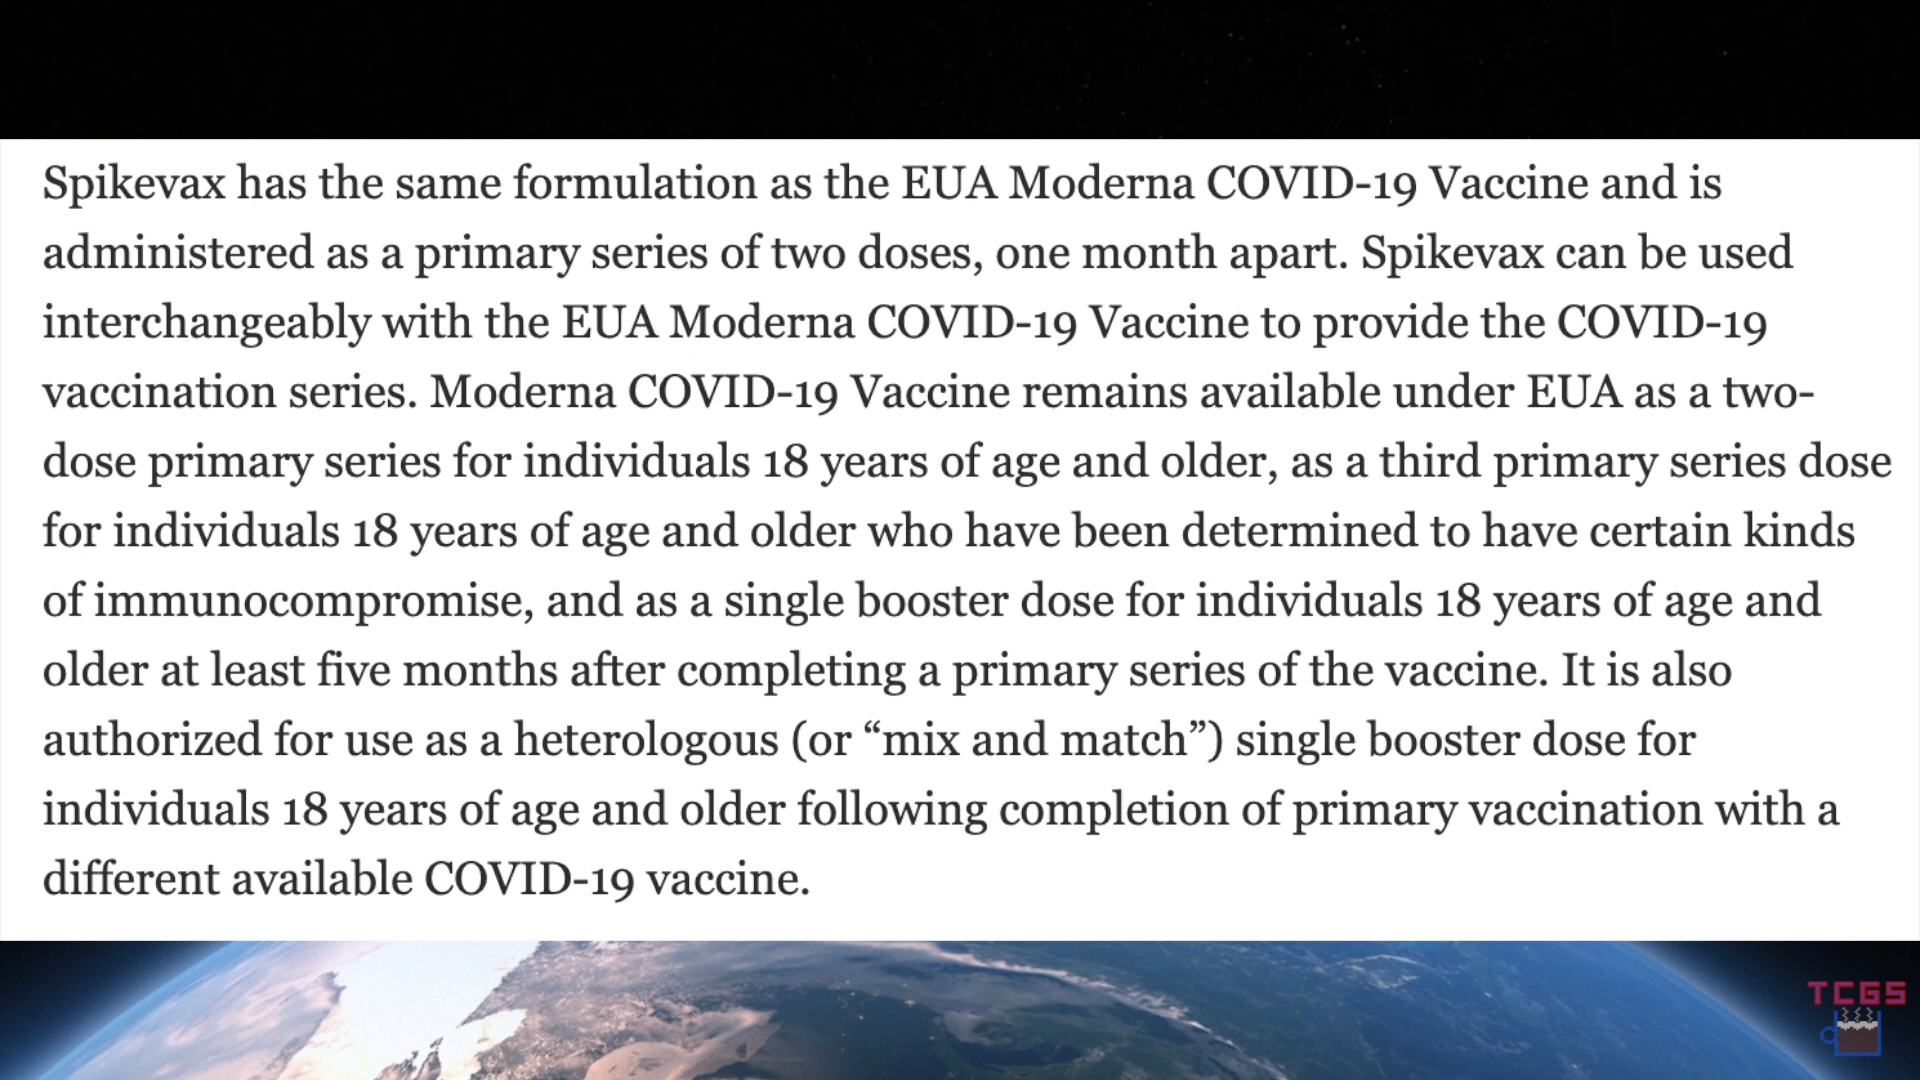 Spikevax has the same formulation as the EUA Moderna COVID-19 Vaccine and is
administered as a primary series of two doses, one month apart. Spikevax can be used
interchangeably with the EUA Moderna COVID-19 Vaccine to provide the COVID-19
vaccination series. Moderna COVID-19 Vaccine remains available under EUA as a two-
dose primary series for individuals 18 years of age and older, as a third primary series dose
for individuals 18 years of age and older who have been determined to have certain kinds
of immunocompromise, and as a single booster dose for individuals 18 years of age and
older at least five months after completing a primary series of the vaccine. It is also
authorized for use as a heterologous (or “mix and match”) single booster dose for
individuals 18 years of age and older following completion of primary vaccination with a
different available COVID-19 vaccine.
TCGS